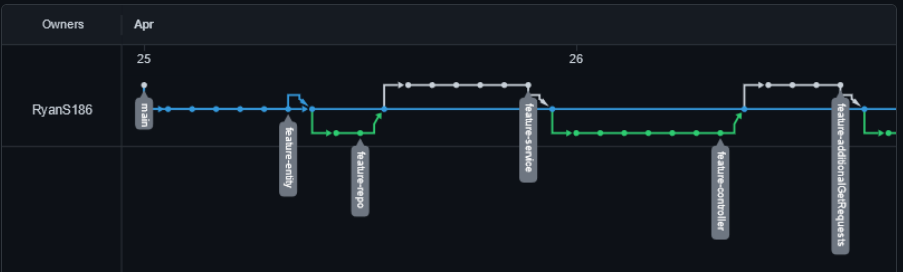 Owners
Apr
25
26
RyanS186
main
feature-entity
feature-repo
feature-service
feature-controller
feature-additionalGetRequests